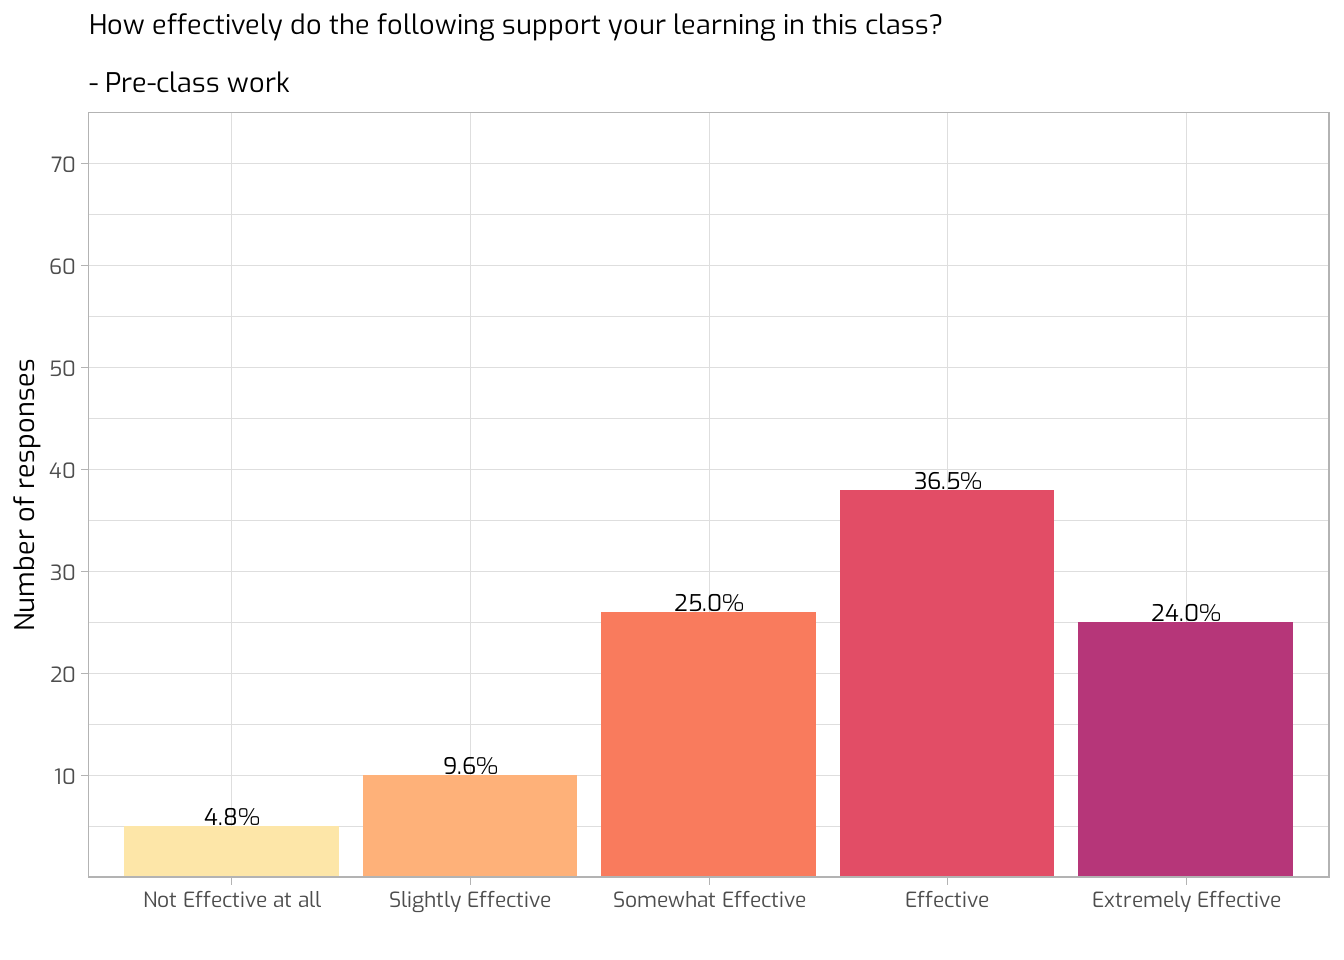 How effectively do the following support your learning in this class?
- Pre-class work
Number of responses
70
60
50
40
30
20
10
4.8%
9.6%
25.0%
36.5%
24.0%
Not Effective at all
Slightly Effective
Somewhat Effective
Effective
Extremely Effective